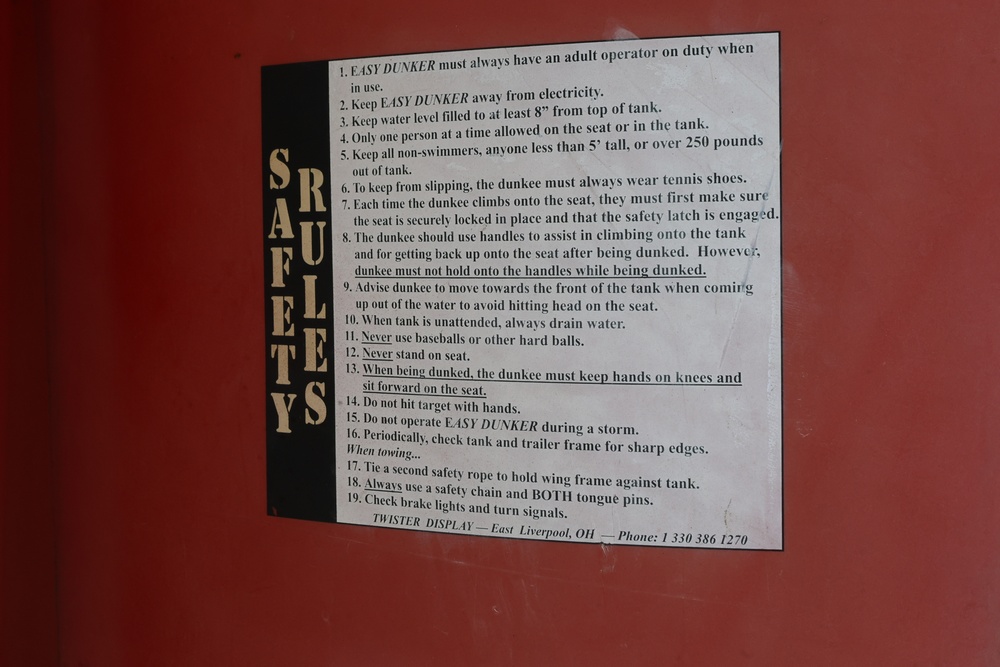 SAFETY
RULES
1. EASY DUNKER must always have an adult operator on duty when
in use.
2. Keep EASY DUNKER away from electricity.
3. Keep water level filled to at least 8” from top of tank.
4. Only one person at a time allowed on the seat or in the tank.
5. Keep all non-swimmers, anyone less than 5’ tall, or over 250 pounds
out of tank.
6. To keep from slipping, the dunkee must always wear tennis shoes.
7. Each time the dunkee climbs onto the seat, they must first make sure
the seat is securely locked in place and that the safety latch is engaged.
8. The dunkee should use handles to assist in climbing onto the tank
and for getting back up onto the seat after being dunked. However,
dunkee must not hold onto the handles while being dunked.
9. Advise dunkee to move towards the front of the tank when coming
up out of the water to avoid hitting head on the seat.
10. When tank is unattended, always drain water.
11. Never use baseballs or other hard balls.
12. Never stand on seat.
13. When being dunked, the dunkee must keep hands on knees and
sit forward on the seat.
14. Do not hit target with hands.
15. Do not operate EASY DUNKER during a storm.
16. Periodically, check tank and trailer frame for sharp edges.
When towing...
17. Tie a second safety rope to hold wing frame against tank.
18. Always use a safety chain and BOTH tongue pins.
19. Check brake lights and turn signals.
TWISTER DISPLAY — East Liverpool, OH — Phone: 1 330 386 1270